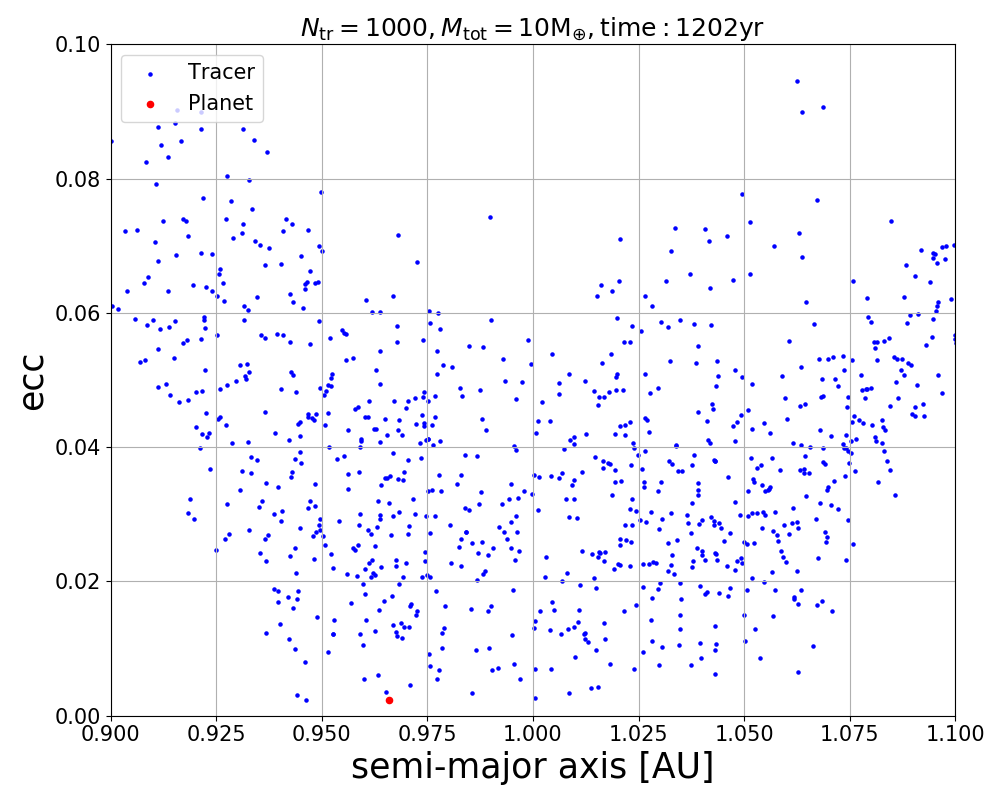 N_tr = 1000, M_tot = 10M_⊕, time : 1202yr
0.10
Tracer
Planet
0.08
0.06
ecc
0.04
0.02
0.00
0.900 0.925 0.950 0.975 1.000 1.025 1.050 1.075 1.100
semi-major axis [AU]